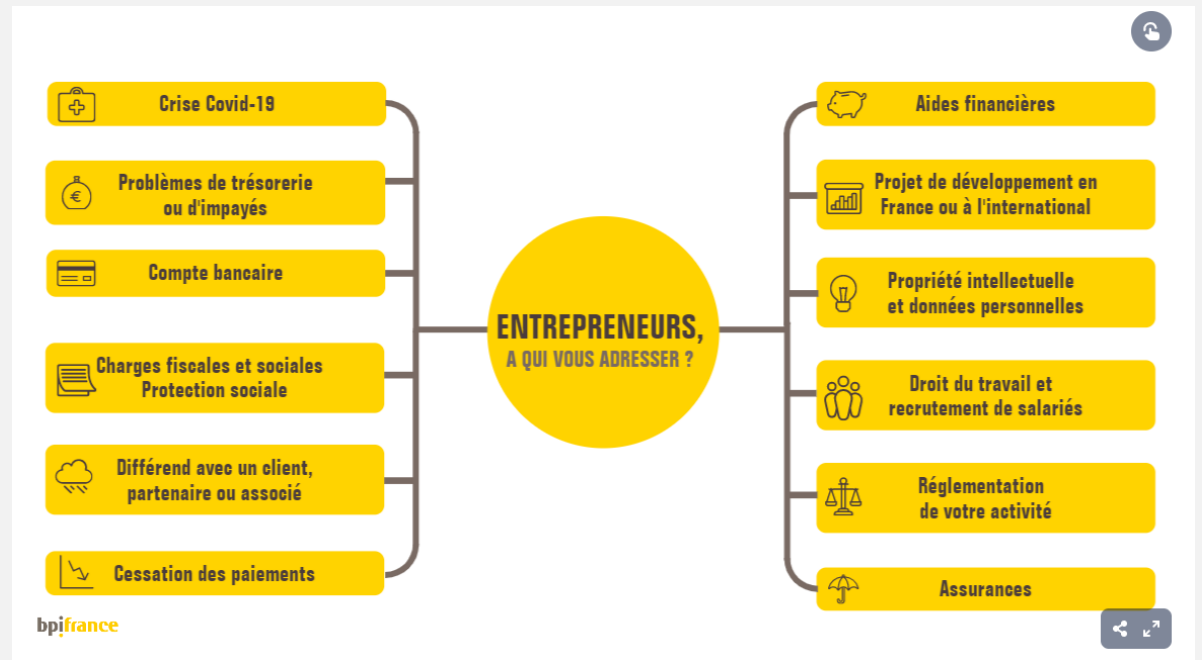 Crise Covid-19
Problèmes de trésorerie
ou d'impayés
€
Compte bancaire
Charges fiscales et sociales
Protection sociale
Différend avec un client,
partenaire ou associé
Cessation des paiements
ENTREPRENEURS,
A QUI VOUS ADRESSER ?
Aides financières
Projet de développement en
France ou à l'international
Propriété intellectuelle
et données personnelles
Droit du travail et
recrutement de salariés
Réglementation
de votre activité
Assurances
bpifrance